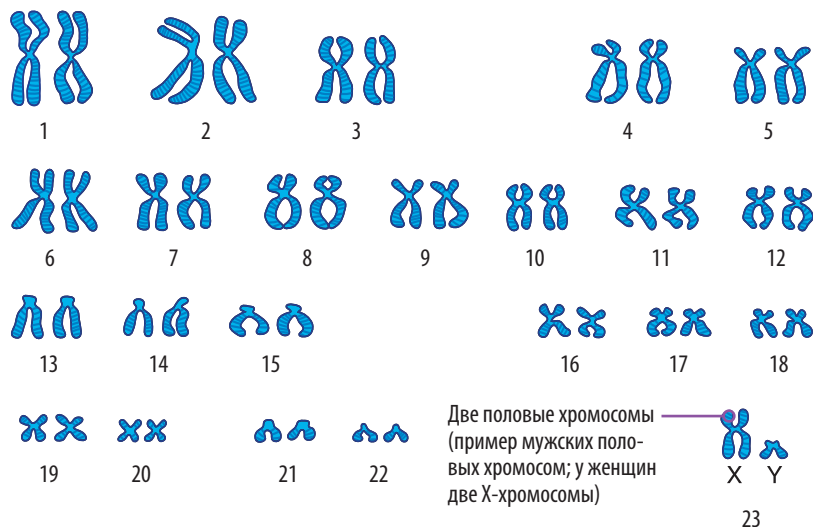 1 2 3 4 5
6 7 8 9 10 11 12
13 14 15 16 17 18
19 20 21 22
Две половые хромосомы
(пример мужских поло-
вых хромосом; у женщин
две X-хромосомы)
X Y
23